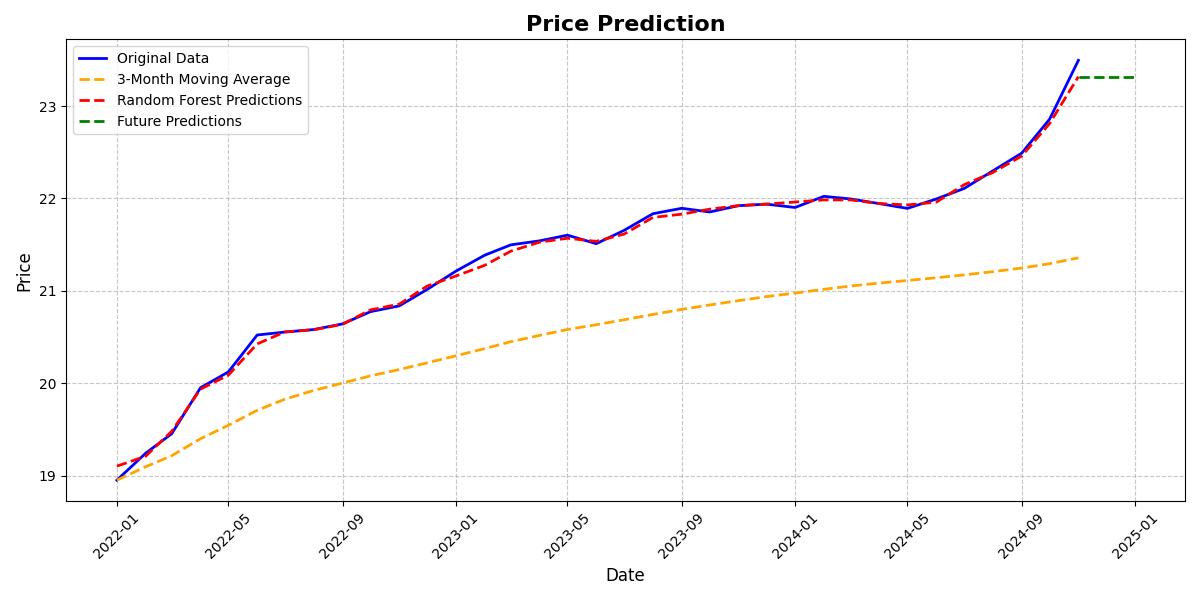 Price Prediction
Original Data
3-Month Moving Average
Random Forest Predictions
Future Predictions
Price
23
22
21
20
19
2022-01
2022-05
2022-09
2023-01
2023-05
2023-09
2024-01
2024-05
2024-09
2025-01
Date